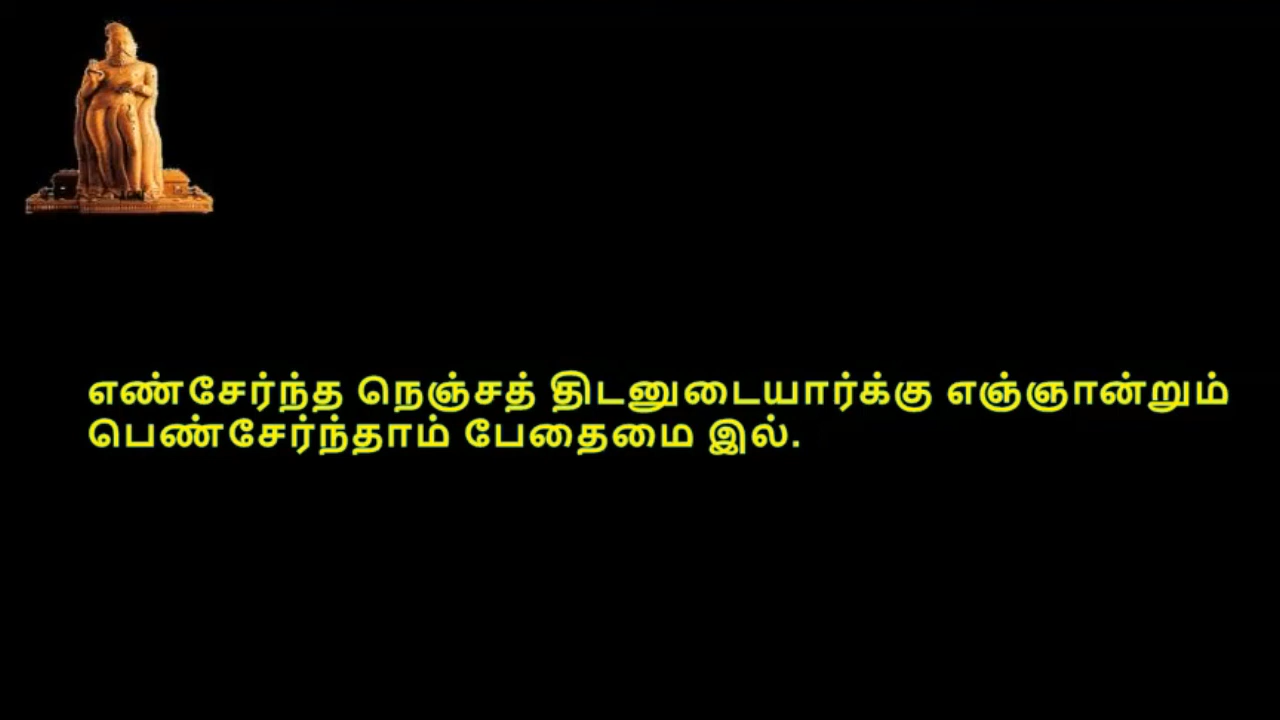 எண்சேர்ந்த நெஞ்சத் திடனுடையார்க்கு எஞ்ஞான்றும்
பெண்சேர்ந்தாம் பேதைமை இல்.